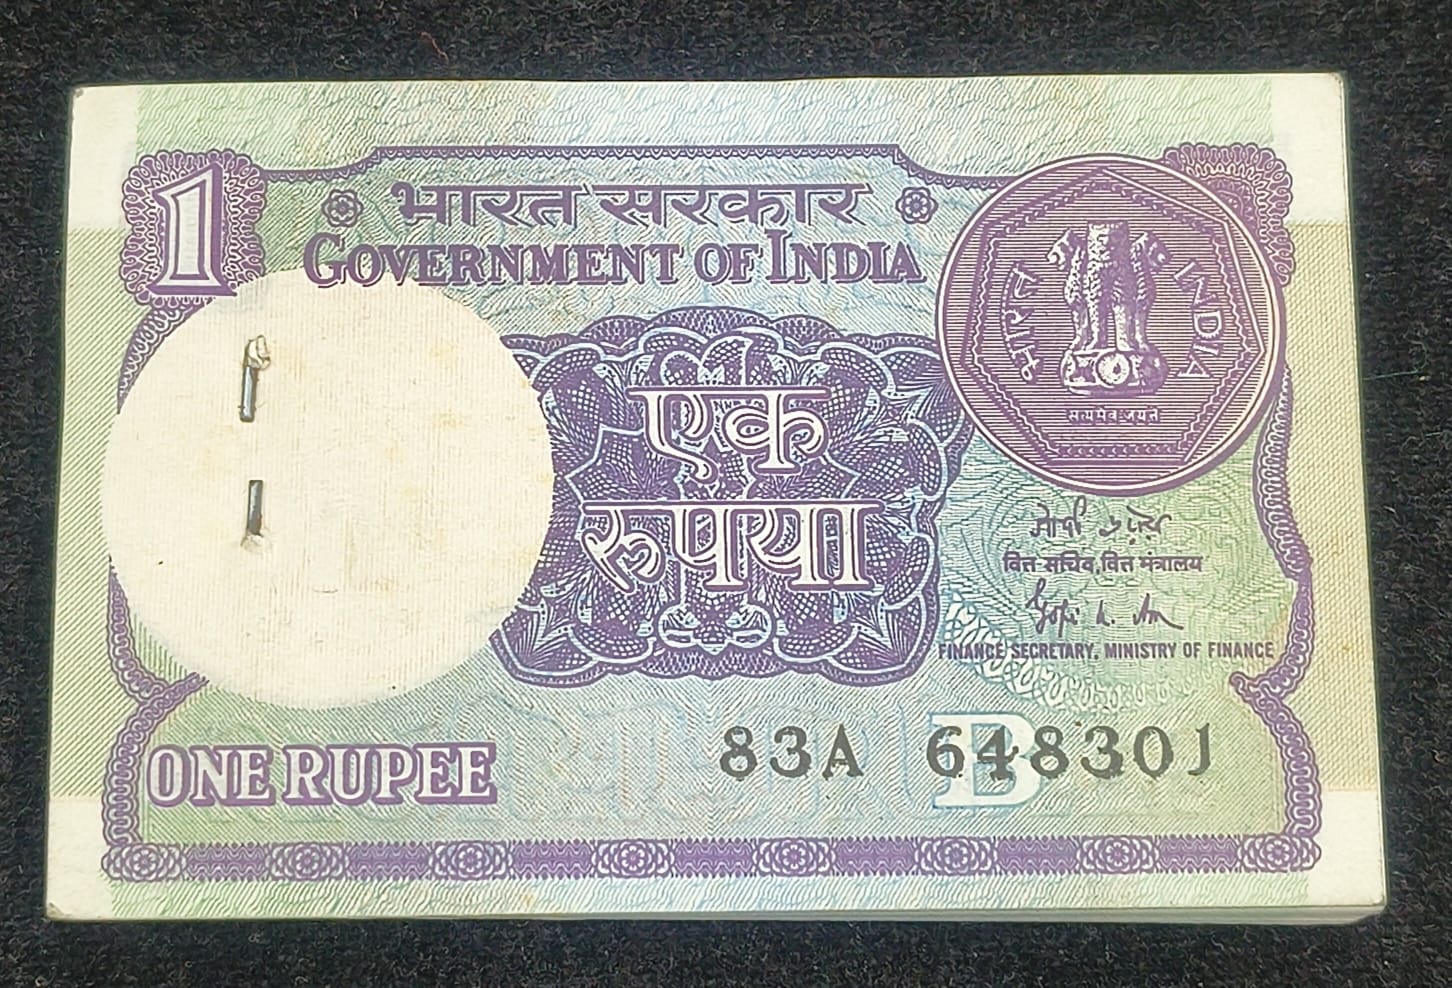 1
भारत सरकार
GOVERNMENT OF INDIA
भारत
INDIA
सत्यमेव जयते
एक
रुपया
वित्त सचिव, वित्त मंत्रालय
FINANCE SECRETARY, MINISTRY OF FINANCE
ONE RUPEE
83A 648301
B